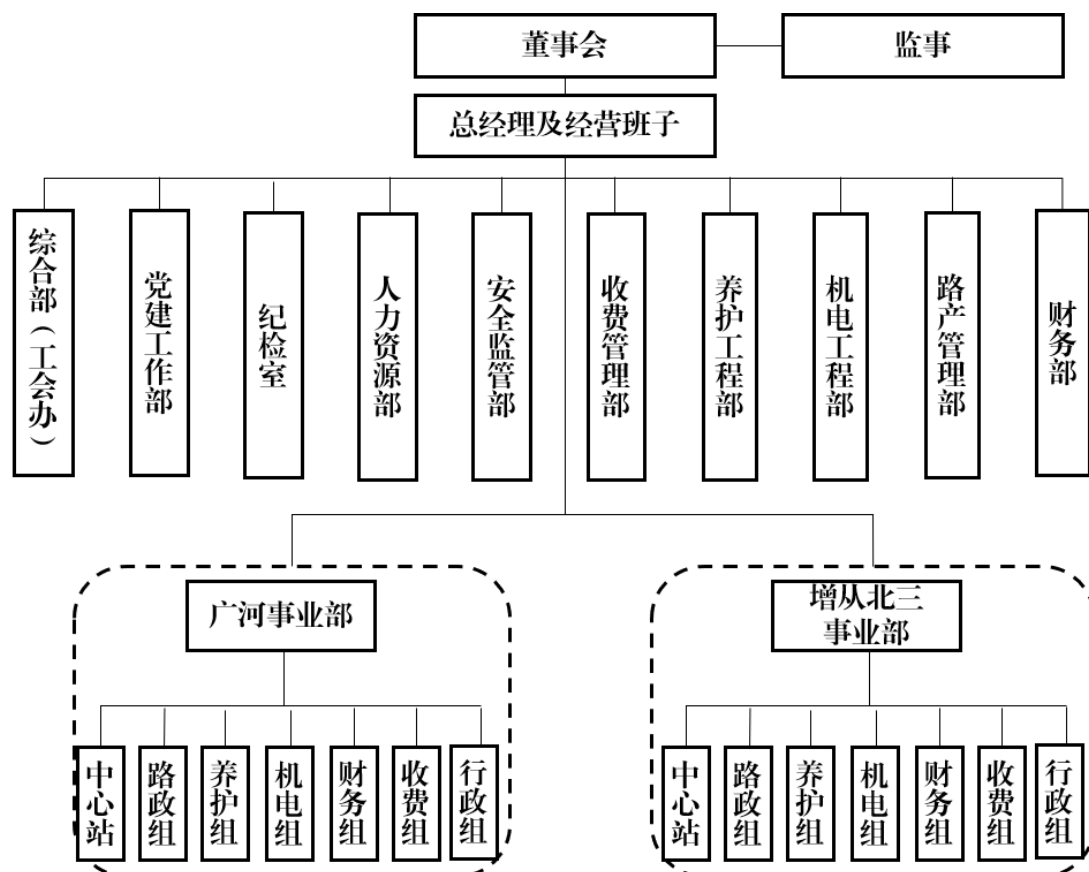 董事会
监事
总经理及经营班子
综合部（工会办）
党建工作部
纪检室
人力资源部
安全监管部
收费管理部
养护工程部
机电工程部
路产管理部
财务部
广河事业部
增从北三
事业部
中心站
路政组
养护组
机电组
财务组
收费组
行政组
中心站
路政组
养护组
机电组
财务组
收费组
行政组